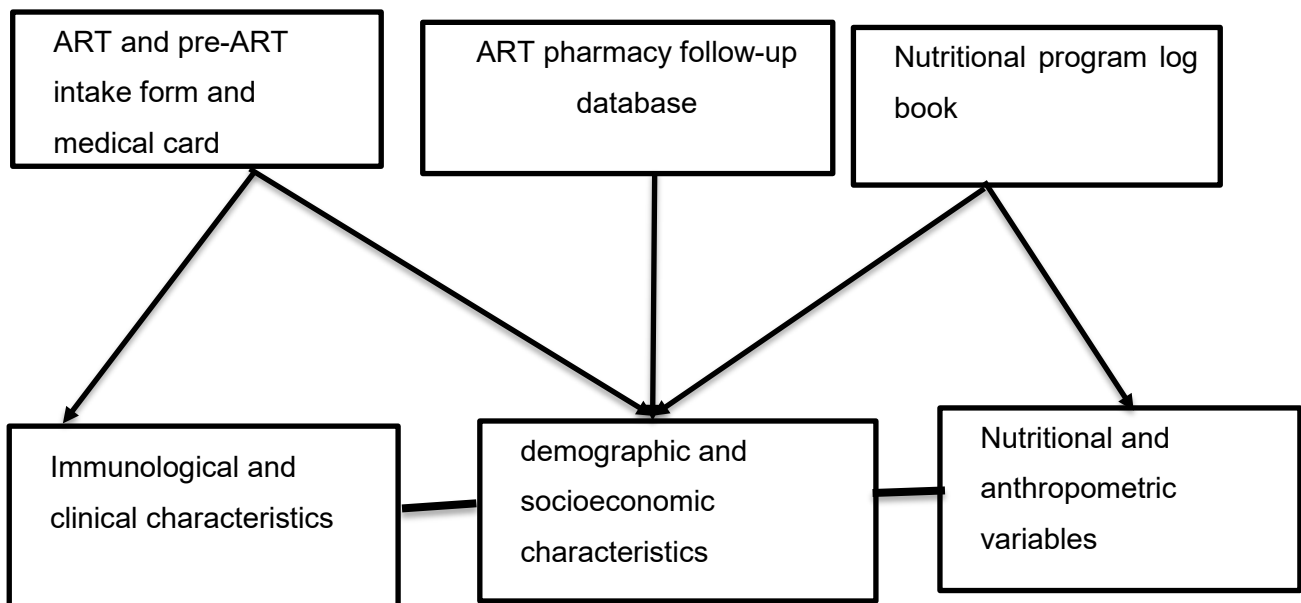 ART and pre-ART
intake form and
medical card
ART pharmacy follow-up
database
Nutritional program log
book
Immunological and
clinical characteristics
demographic and
socioeconomic
characteristics
Nutritional and
anthropometric
variables